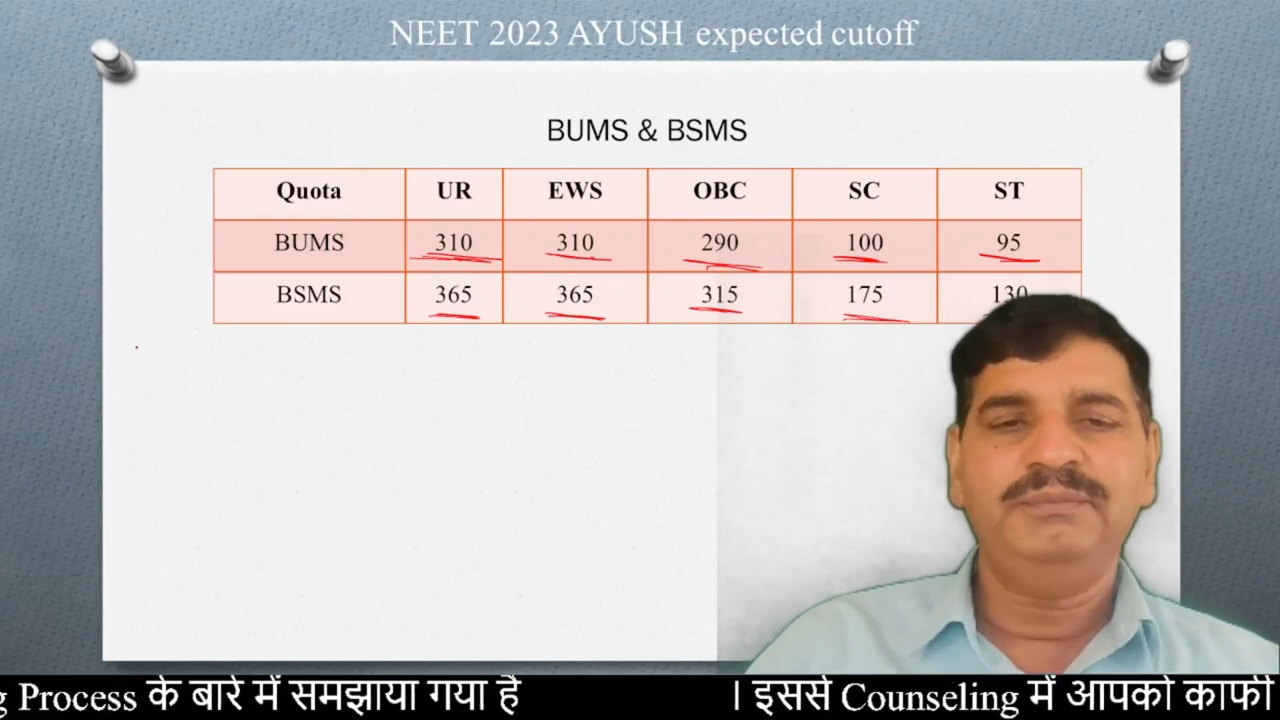 NEET 2023 AYUSH expected cutoff
BUMS & BSMS
Quota UR EWS OBC SC ST
BUMS 310 310 290 100 95
BSMS 365 365 315 175 130
Process के बारे में समझाया गया है । इससे Counseling में आपको काफी